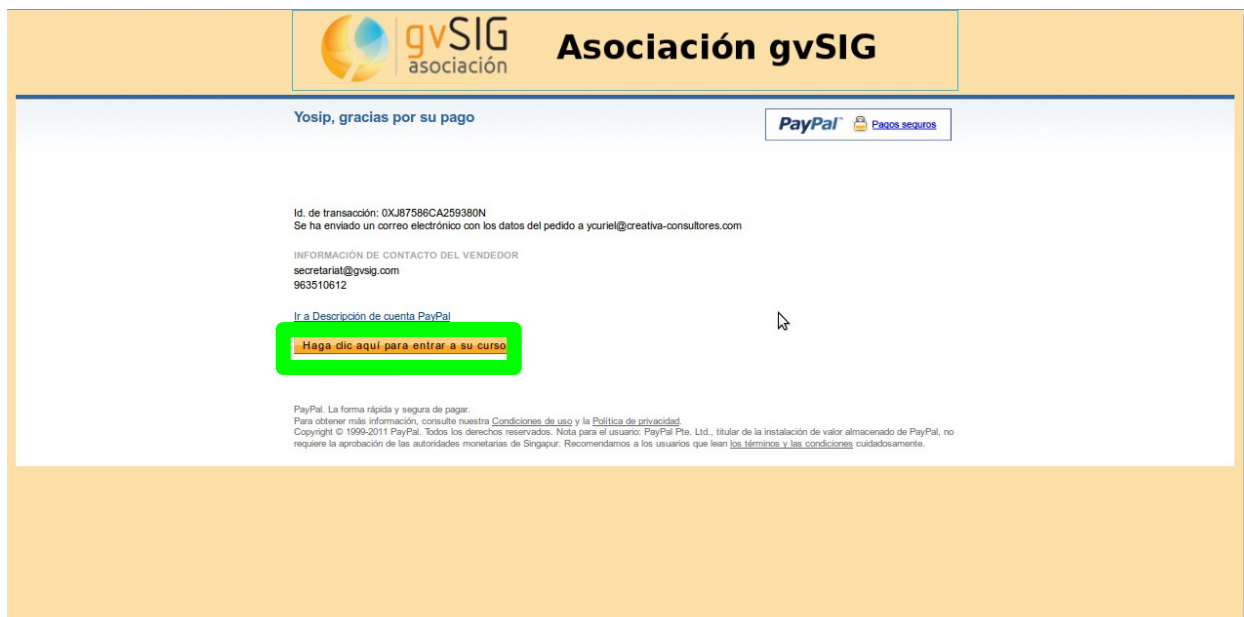 gvSIG
asociación
Asociación gvSIG
Yosip, gracias por su pago
PayPal™ Pagos seguros
Id. de transacción: 0XJ87586CA259380N
Se ha enviado un correo electrónico con los datos del pedido a ycuriel@creativa-consultores.com
INFORMACIÓN DE CONTACTO DEL VENDEDOR
secretariat@gvsig.com
963510612
Ir a Descripción de cuenta PayPal
Haga clic aquí para entrar a su curso
PayPal. La forma rápida y segura de pagar.
Para obtener más información, consulte nuestra Condiciones de uso y la Política de privacidad.
Copyright © 1999-2011 PayPal. Todos los derechos reservados. Nota para el usuario: PayPal Pte. Ltd., titular de la instalación de valor almacenado de PayPal, no
requiere la aprobación de las autoridades monetarias de Singapur. Recomendamos a los usuarios que lean los términos y las condiciones cuidadosamente.